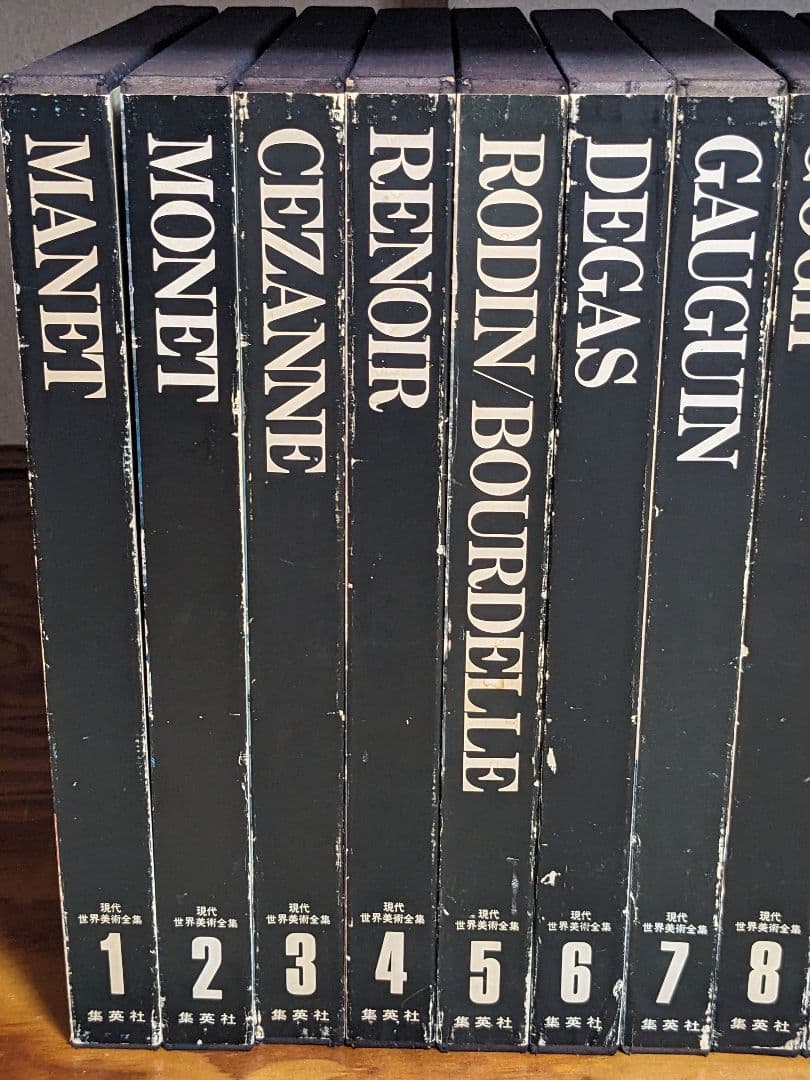 MANET
現代
世界美術全集
1
集英社
MONET
現代
世界美術全集
2
集英社
CEZANNE
現代
世界美術全集
3
集英社
RENOIR
現代
世界美術全集
4
集英社
RODIN/BOURDELLE
現代
世界美術全集
5
集英社
DEGAS
現代
世界美術全集
6
集英社
GAUGUIN
現代
世界美術全集
7
集英社
現代
世界美術全集
8
集英社